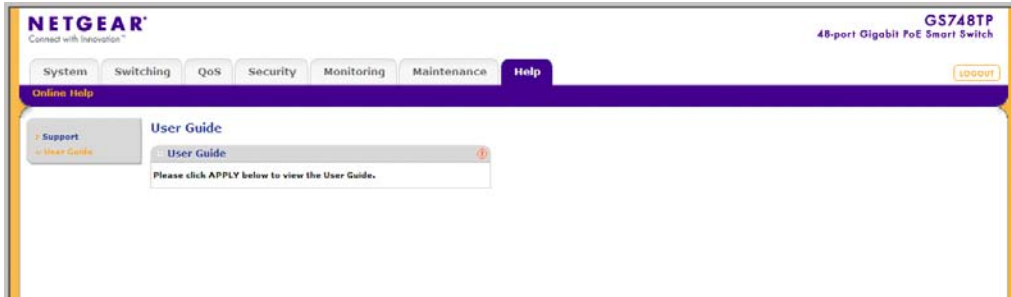 NETGEAR®
Connect with Innovation™
GS748TP
48-port Gigabit PoE Smart Switch
System Switching QoS Security Monitoring Maintenance Help
LOGOUT
Online Help
Support
User Guide
User Guide
User Guide
Please click APPLY below to view the User Guide.